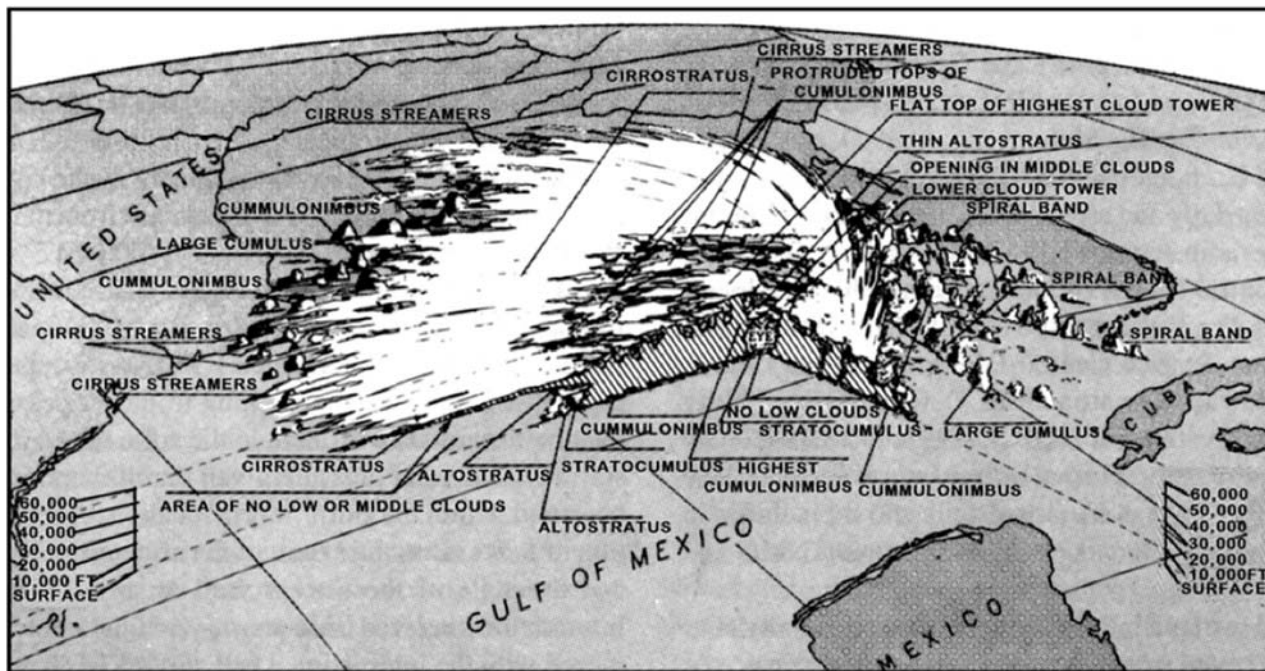 CIRRUS STREAMERS
CIRROSTRATUS
PROTRUDED TOPS OF
CUMULONIMBUS
FLAT TOP OF HIGHEST CLOUD TOWER
CIRRUS STREAMERS
THIN ALTOSTRATUS
OPENING IN MIDDLE CLOUDS
LOWER CLOUD TOWER
SPIRAL BAND
UNITED STATES
CUMMULONIMBUS
LARGE CUMULUS
CUMMULONIMBUS
SPIRAL BAND
CIRRUS STREAMERS
SPIRAL BAND
EYE
CIRRUS STREAMERS
CUBA
NO LOW CLOUDS
CUMMULONIMBUS
STRATOCUMULUS
LARGE CUMULUS
CIRROSTRATUS
ALTOSTRATUS
STRATOCUMULUS
HIGHEST
CUMULONIMBUS
CUMMULONIMBUS
AREA OF NO LOW OR MIDDLE CLOUDS
ALTOSTRATUS
60,000
50,000
40,000
30,000
20,000
10,000 FT
SURFACE
60,000
50,000
40,000
30,000
20,000
10,000FT
SURFACE
GULF OF MEXICO
MEXICO